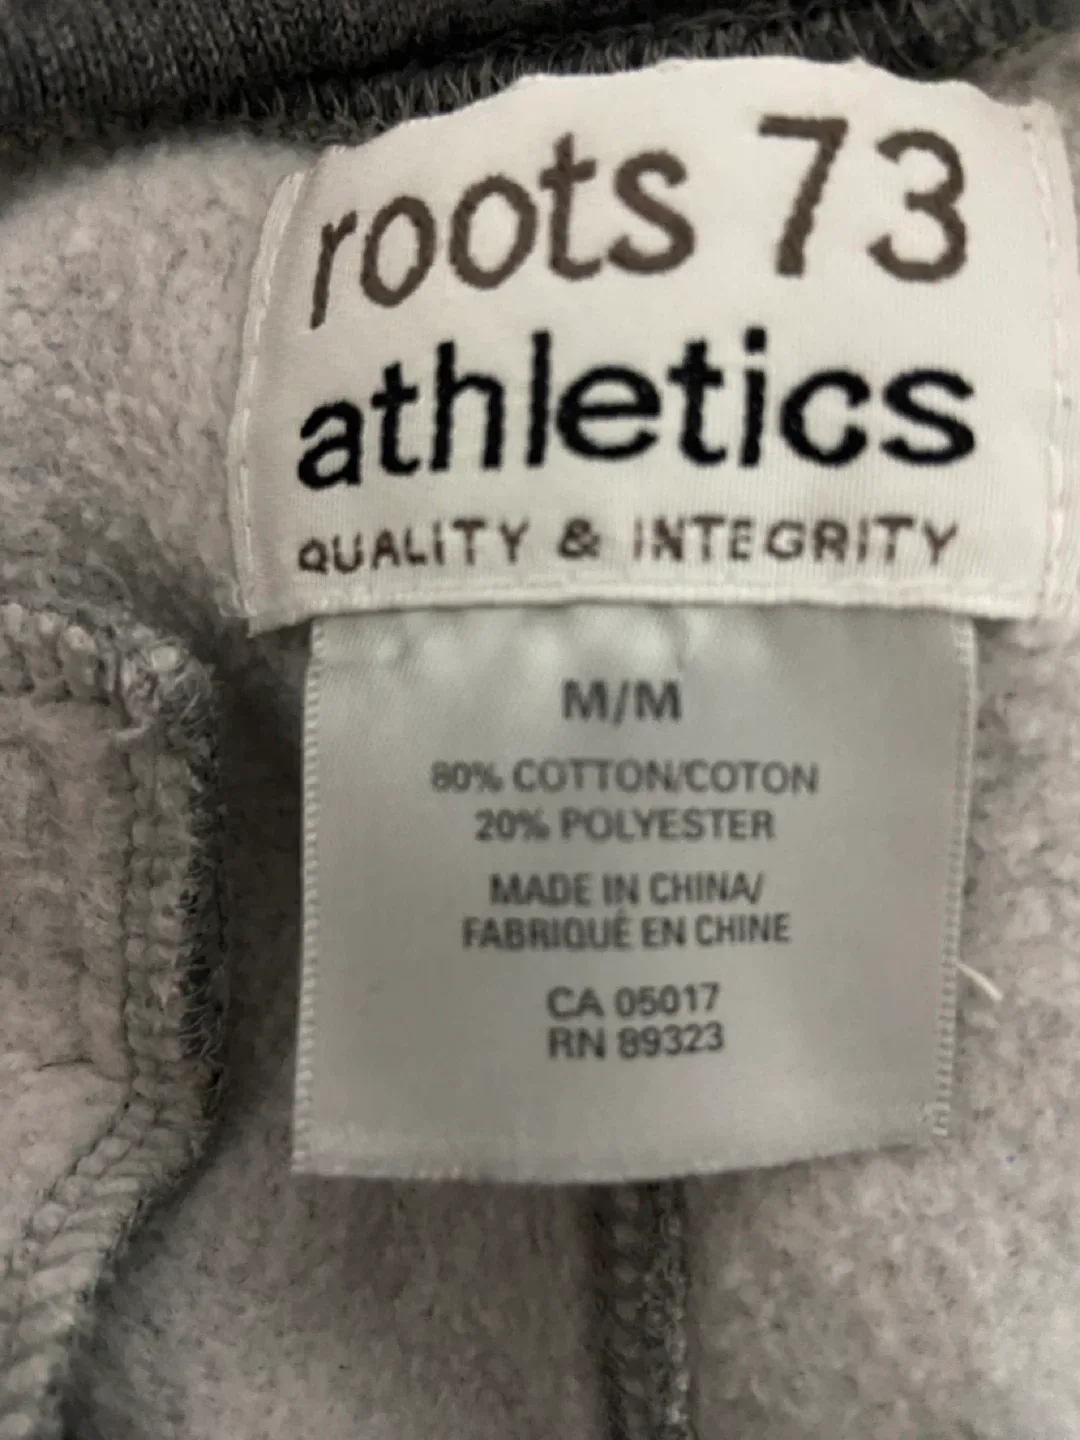 roots 73
athletics
QUALiTY & iNTEGRiTY
M/M
80% COTTON/COTON
20% POLYESTER
MADE IN CHINA/
FABRIQUÉ EN CHINE
CA 05017
RN 89323